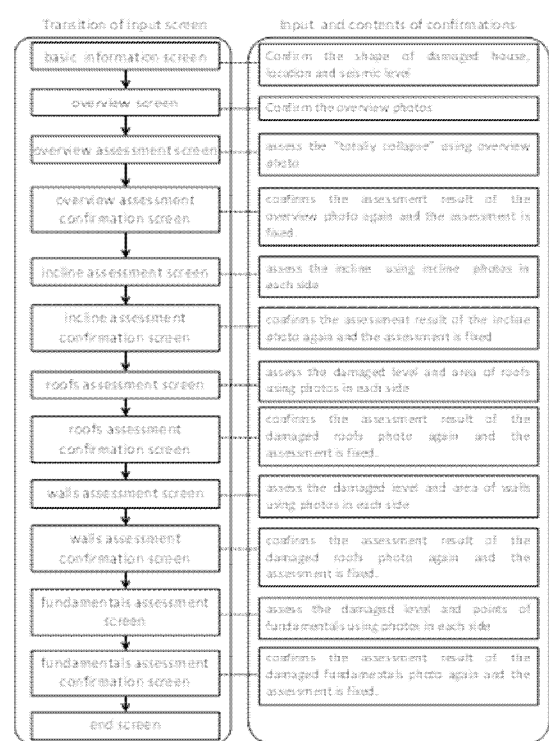 Transition of input screen
Input and contents of confirmations
basic information screen
Confirm the shape of damaged house,
location and seismic level
overview screen
Confirm the overview photos
overview assessment screen
assess the "totally collapse" using overview
photo
overview assessment
confirmation screen
confirms the assessment result of the
overview photo again and the assessment is
fixed.
incline assessment screen
assess the incline using incline photos in
each side
incline assessment
confirmation screen
confirms the assessment result of the incline
photo again and the assessment is fixed
roofs assessment screen
assess the damaged level and area of roofs
using photos in each side
roofs assessment
confirmation screen
confirms the assessment result of the
damaged roofs photo again and the
assessment is fixed.
walls assessment screen
assess the damaged level and area of walls
using photos in each side
walls assessment
confirmation screen
confirms the assessment result of the
damaged roofs photo again and the
assessment is fixed.
fundamentals assessment
screen
assess the damaged level and points of
fundamentals using photos in each side
fundamentals assessment
confirmation screen
confirms the assessment result of the
damaged fundamentals photo again and the
assessment is fixed.
end screen